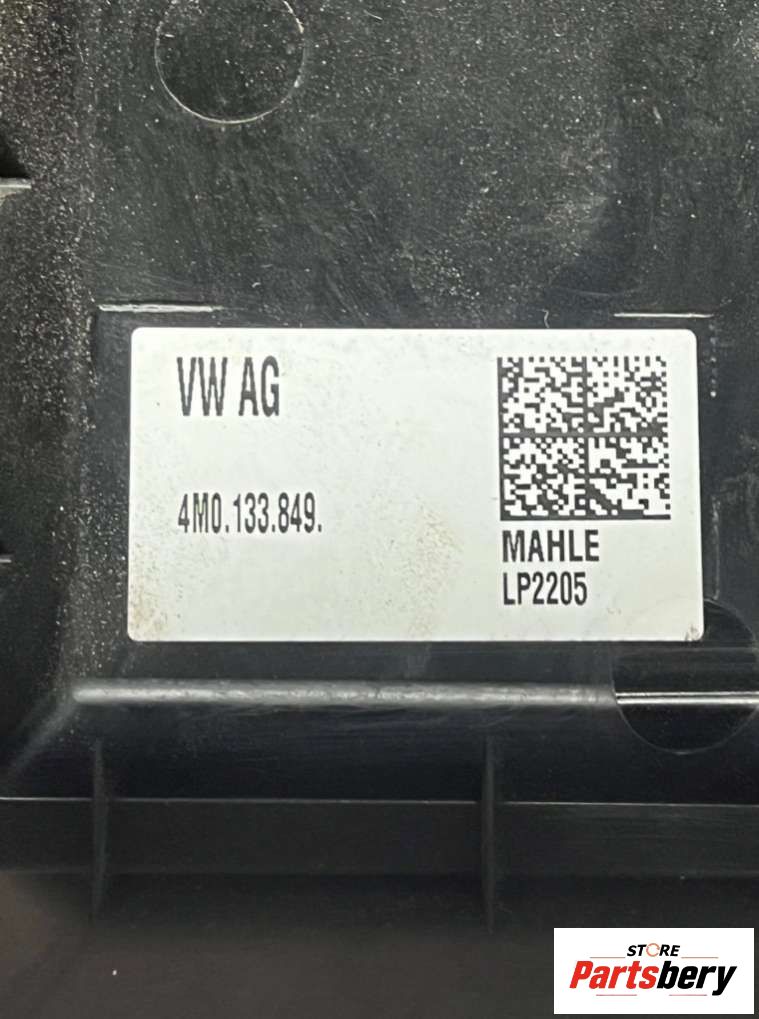 VW AG
4M0.133.849.
MAHLE
LP2205
STORE
Partsbery